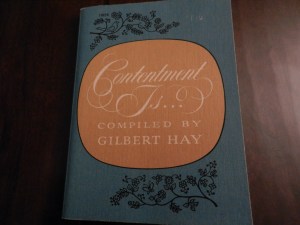 Contentment
Is...
COMPILED BY
GILBERT HAY